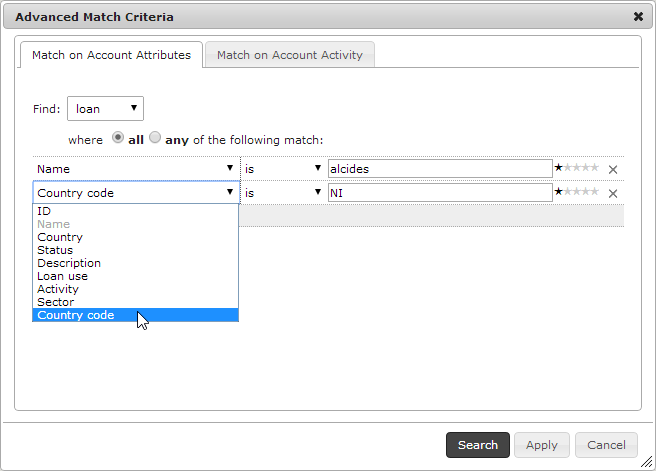 Advanced Match Criteria
Match on Account Attributes Match on Account Activity
Find: loan
where all any of the following match:
Name is alcides
Country code is NI
ID
Name
Country
Status
Description
Loan use
Activity
Sector
Country code
Search Apply Cancel